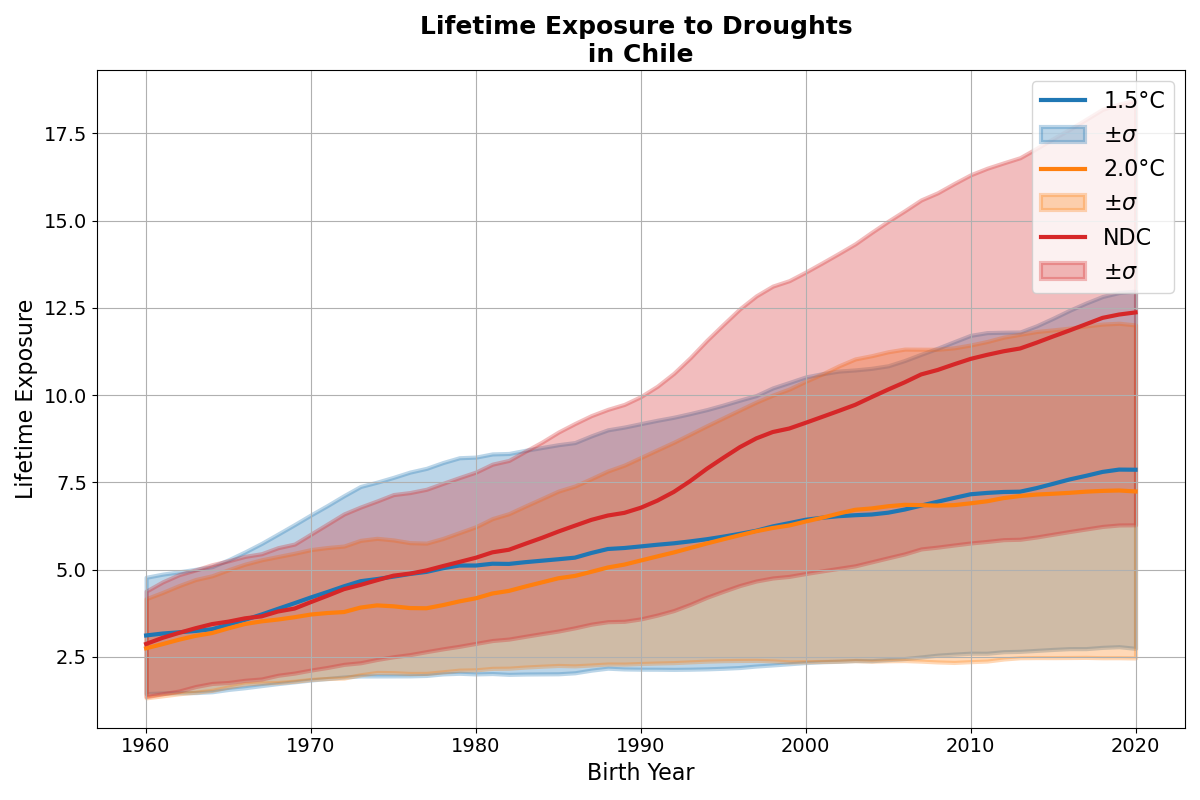 Lifetime Exposure to Droughts
in Chile
1.5°C
±σ
2.0°C
±σ
NDC
±σ
Lifetime Exposure
17.5
15.0
12.5
10.0
7.5
5.0
2.5
1960 1970 1980 1990 2000 2010 2020
Birth Year